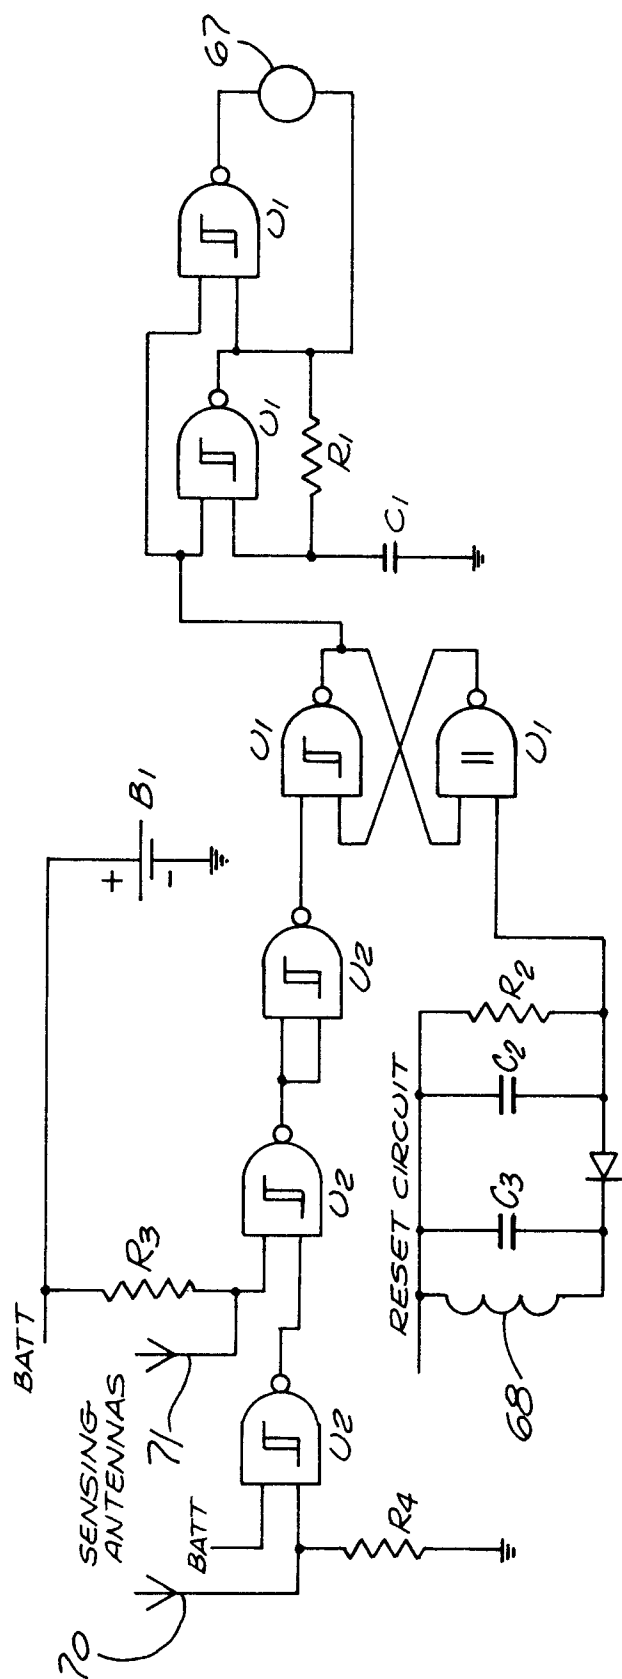 70
SENSING
ANTENNAS
71
BATT
BATT
R4
U2
R3
U2
U2
+
-
B1
RESET CIRCUIT
68
C3
C2
R2
U1
U1
C1
R1
U1
U1
67